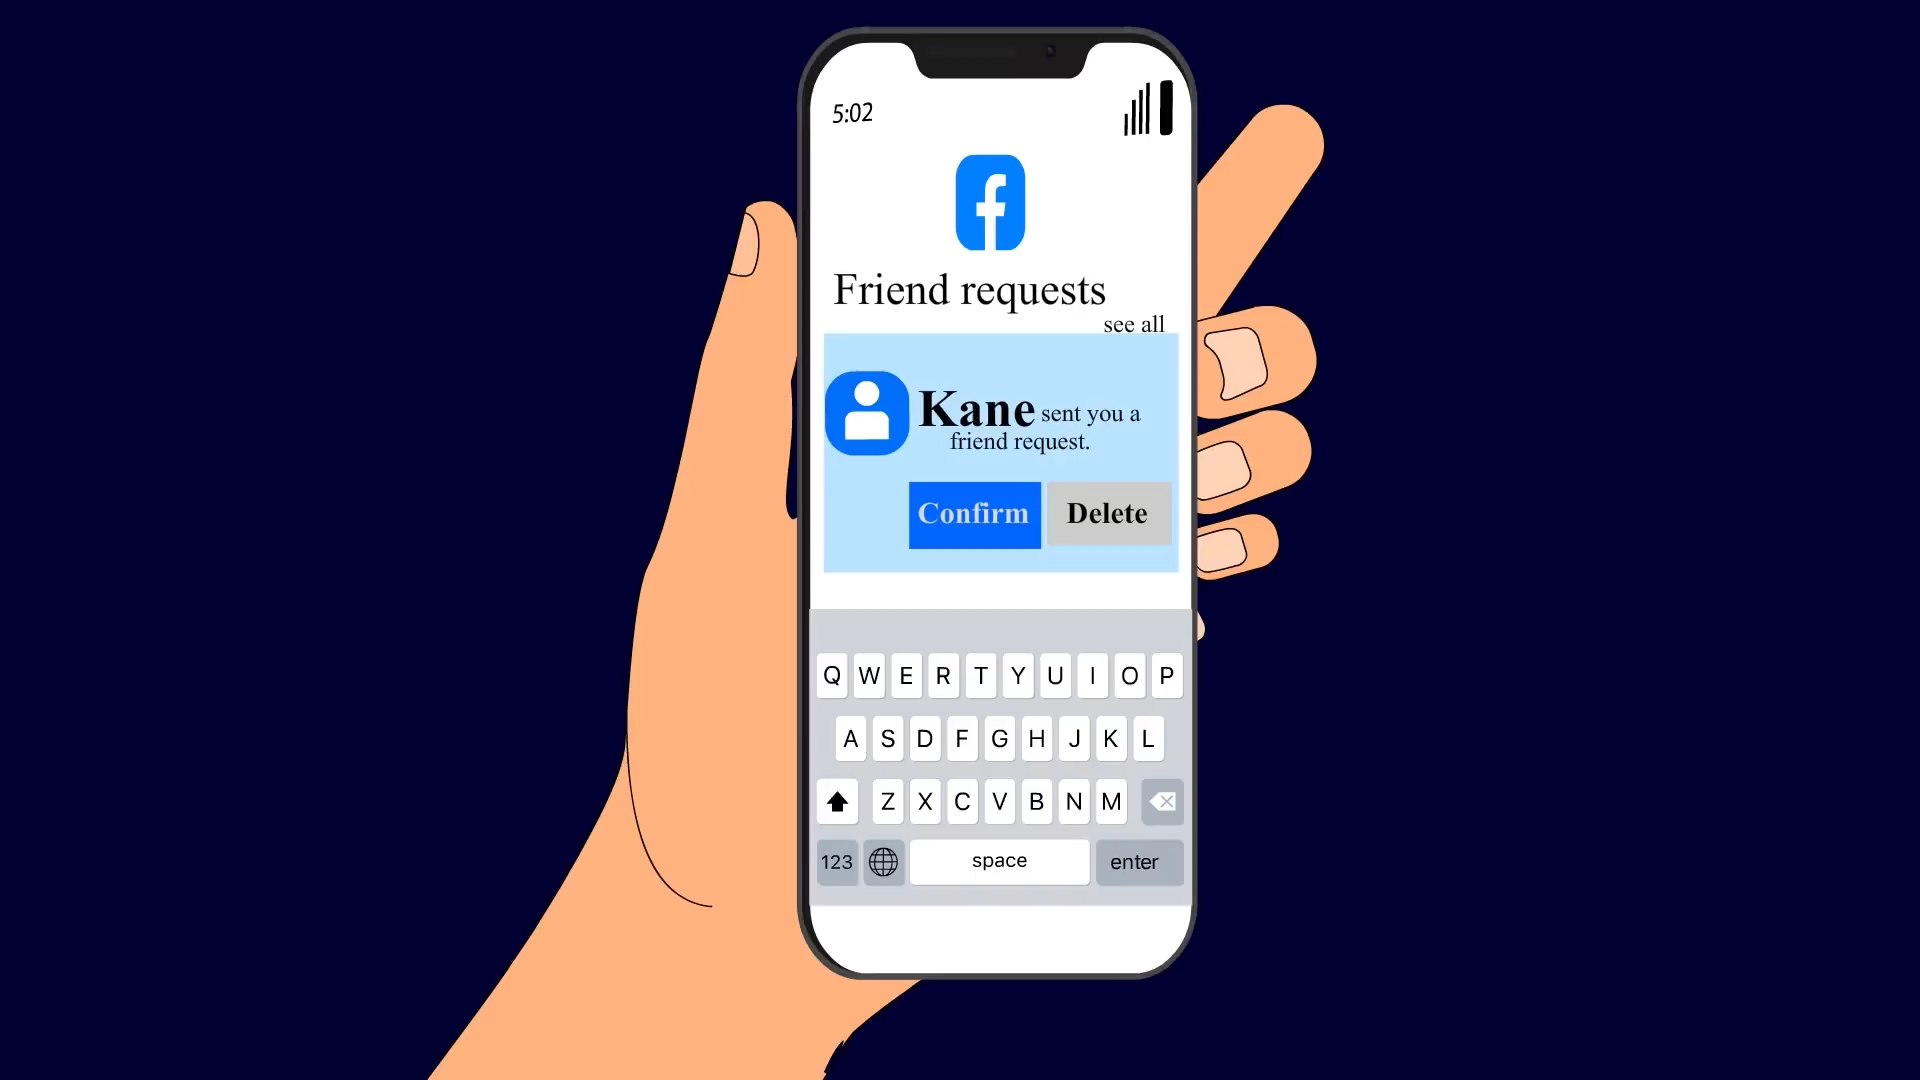 5:02
f
Friend requests
see all
Kane sent you a
friend request.
Confirm Delete
Q W E R T Y U I O P
A S D F G H J K L
Z X C V B N M
123 space enter